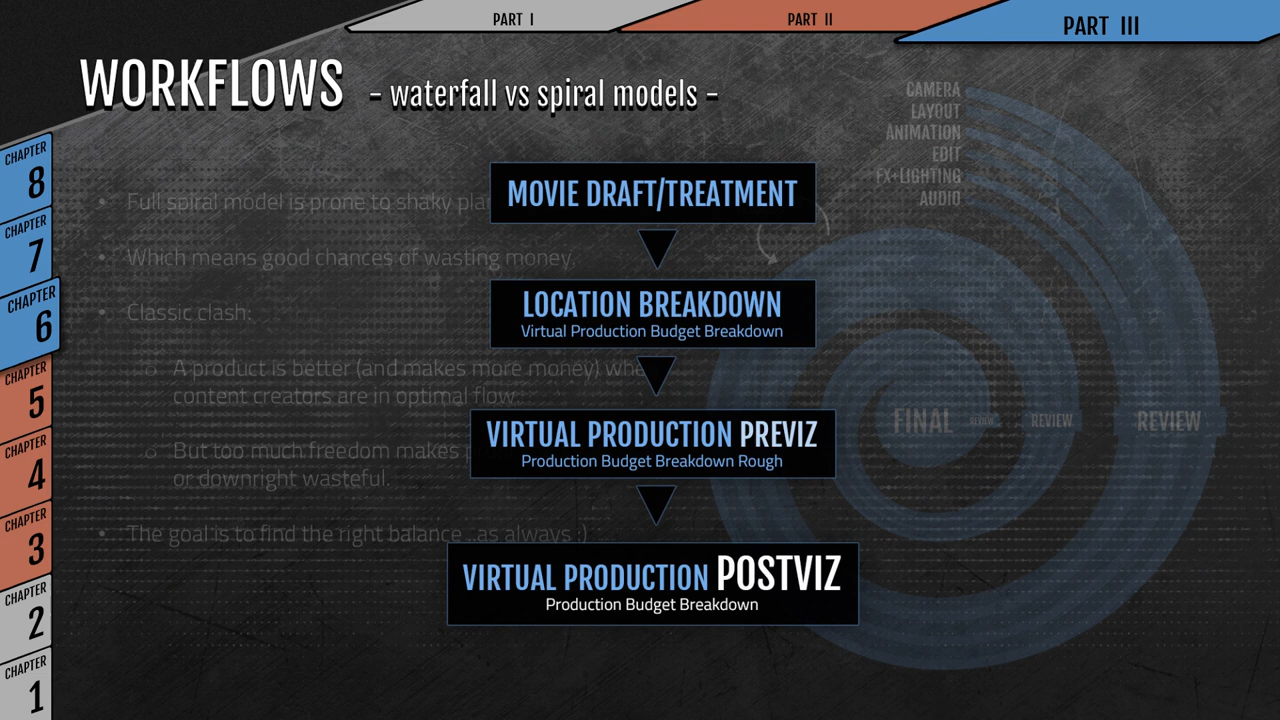 PART I
PART II
PART III
WORKFLOWS - waterfall vs spiral models -
CAMERA
LAYOUT
ANIMATION
EDIT
FX+LIGHTING
AUDIO
CHAPTER
8
CHAPTER
7
CHAPTER
6
CHAPTER
5
CHAPTER
4
CHAPTER
3
CHAPTER
2
CHAPTER
1
• Full spiral model is prone to shaky
• Which means good chances of wasting money.
• Classic clash:
○ A product is better (and makes more money)
content creators are in optimal flow.
○ But too much freedom makes
or downright wasteful.
• The goal is to find the right balance...as always :)
MOVIE DRAFT/TREATMENT
LOCATION BREAKDOWN
Virtual Production Budget Breakdown
VIRTUAL PRODUCTION PREVIZ
Production Budget Breakdown Rough
VIRTUAL PRODUCTION POSTVIZ
Production Budget Breakdown
FINAL
REVIEW
REVIEW
REVIEW